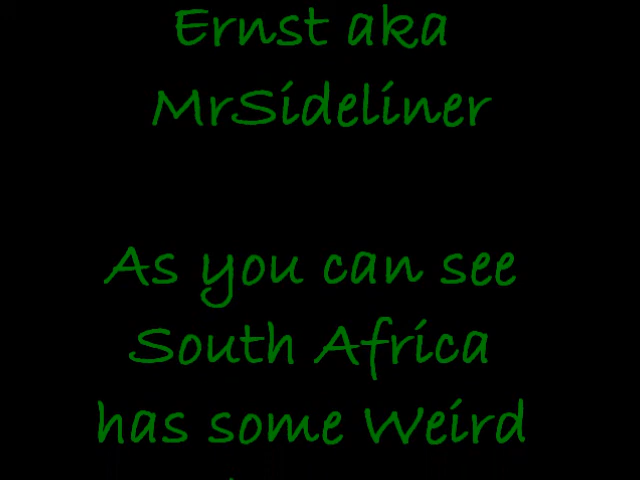 Ernst aka
MrSideliner
As you can see
South Africa
has some Weird